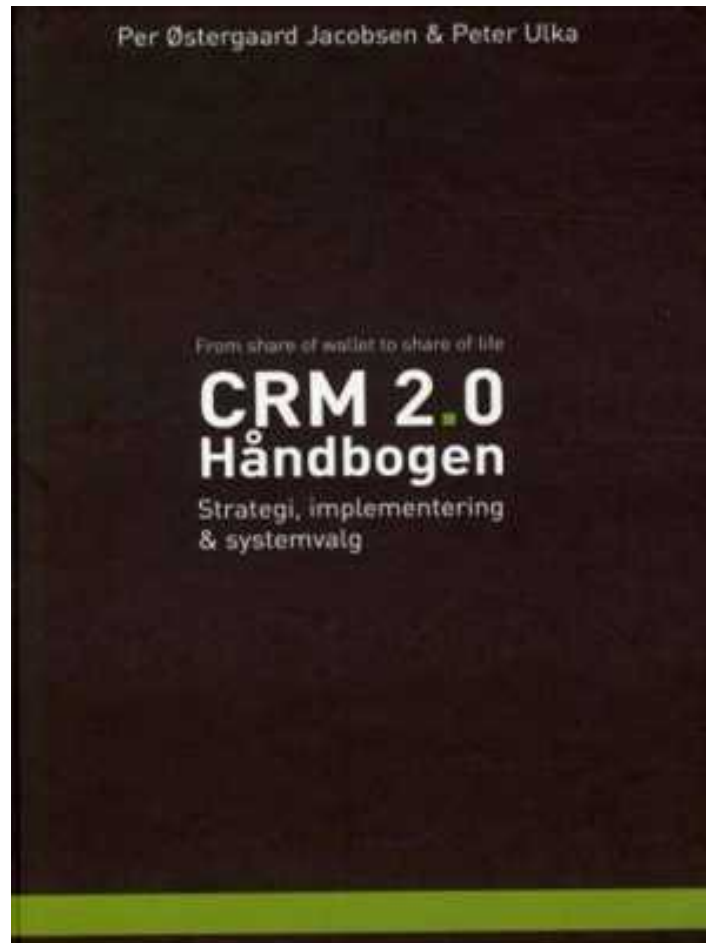 Per Østergaard Jacobsen & Peter Ulka
From share of wallet to share of life
CRM 2.0
Håndbogen
Strategi, implementering
& systemvalg